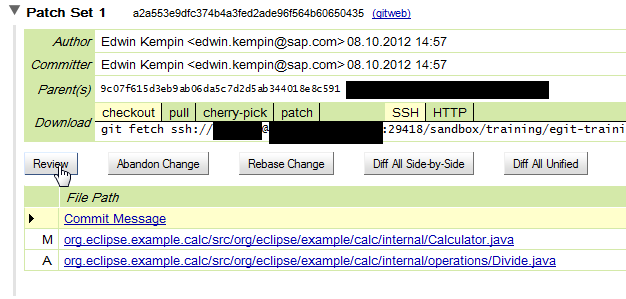 Patch Set 1 a2a553e9dfc374b4a3fed2ade96f564b60650435 (gitweb)
Author Edwin Kempin <edwin.kempin@sap.com> 08.10.2012 14:57
Committer Edwin Kempin <edwin.kempin@sap.com> 08.10.2012 14:57
Parent(s) 9c07f615d3eb9ab06da5c7d2d5ab344018e8c591
checkout pull cherry-pick patch SSH HTTP
Download git fetch ssh:// @ :29418/sandbox/training/egit-traini
Review Abandon Change Rebase Change Diff All Side-by-Side Diff All Unified
File Path
Commit Message
M org.eclipse.example.calc/src/org/eclipse/example/calc/internal/Calculator.java
A org.eclipse.example.calc/src/org/eclipse/example/calc/internal/operations/Divide.java